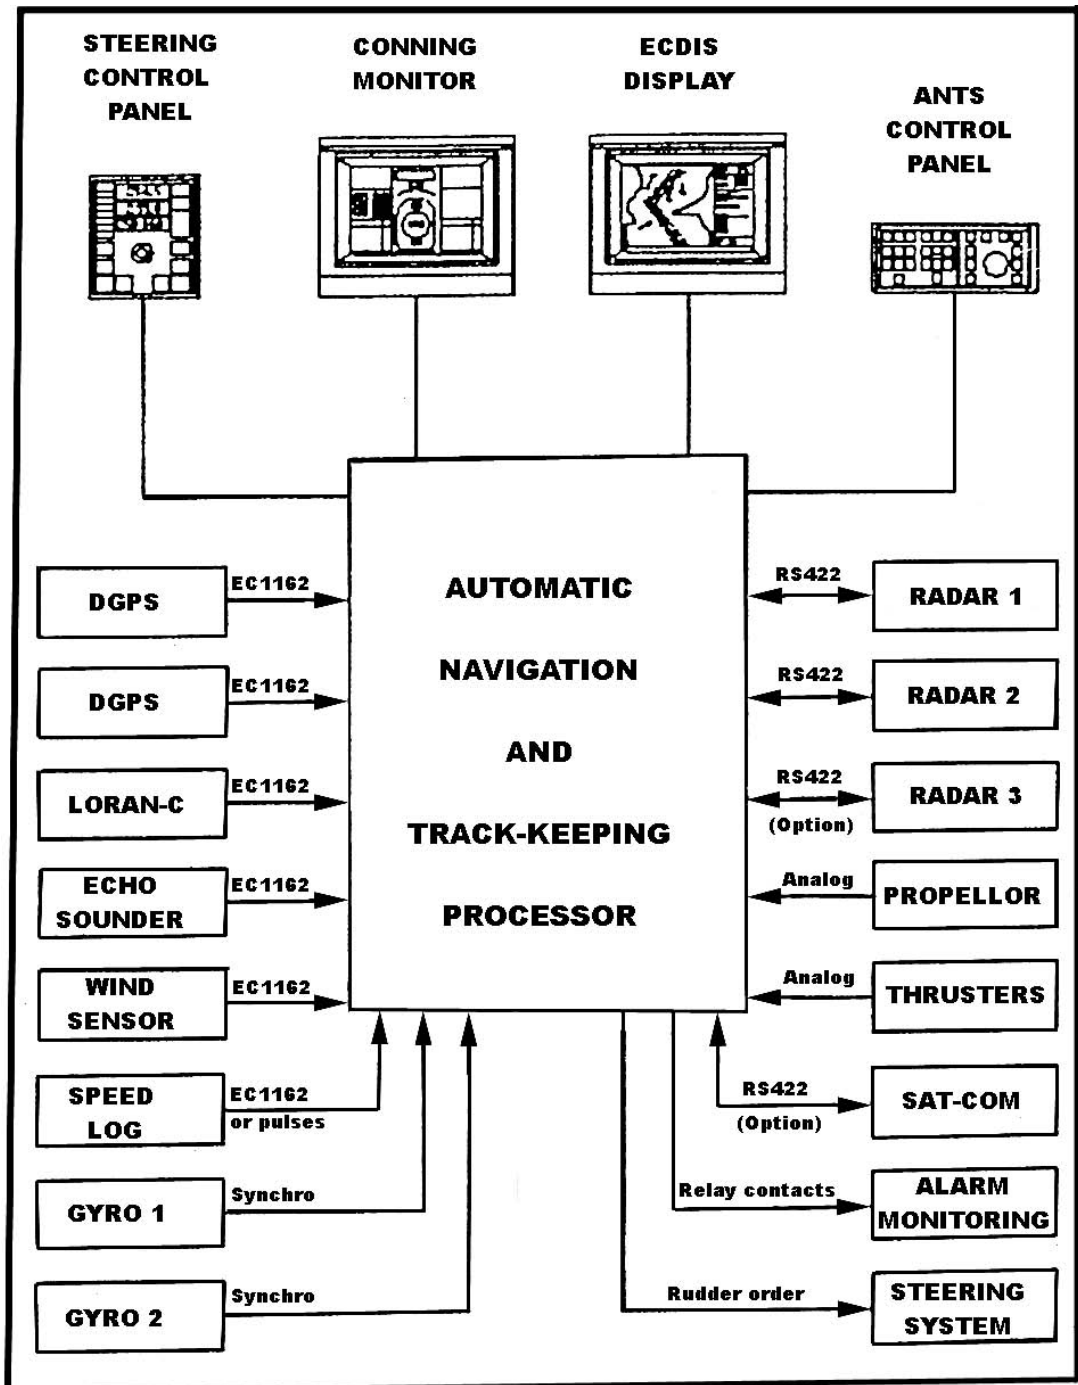 STEERING
CONTROL
PANEL
CONNING
MONITOR
ECDIS
DISPLAY
ANTS
CONTROL
PANEL
AUTOMATIC
NAVIGATION
AND
TRACK-KEEPING
PROCESSOR
DGPS
EC1162
DGPS
EC1162
LORAN-C
EC1162
ECHO
SOUNDER
EC1162
WIND
SENSOR
EC1162
SPEED
LOG
EC1162
or pulses
GYRO 1
Synchro
GYRO 2
Synchro
RS422
RADAR 1
RS422
RADAR 2
RS422
(Option)
RADAR 3
Analog
PROPELLOR
Analog
THRUSTERS
RS422
(Option)
SAT-COM
Relay contacts
ALARM
MONITORING
Rudder order
STEERING
SYSTEM